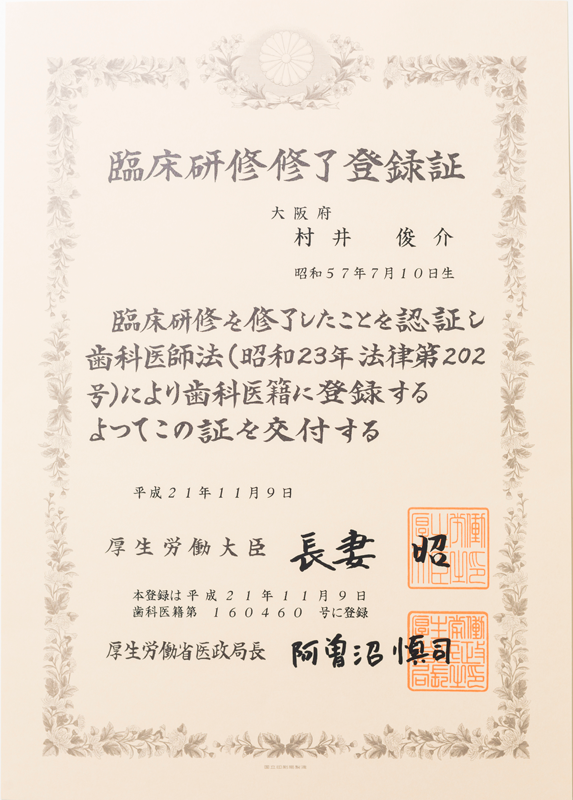 臨床研修修了登録証
大阪府
村井 俊介
昭和57年7月10日生
臨床研修を修了したことを認証し
歯科医師法(昭和23年法律第202
号)により歯科医籍に登録する
よつてこの証を交付する
平成21年11月9日
厚生労働大臣 長妻 昭
本登録は平成21年11月9日
歯科医籍第 160460 号に登録
厚生労働省医政局長 阿曽沼 慎司